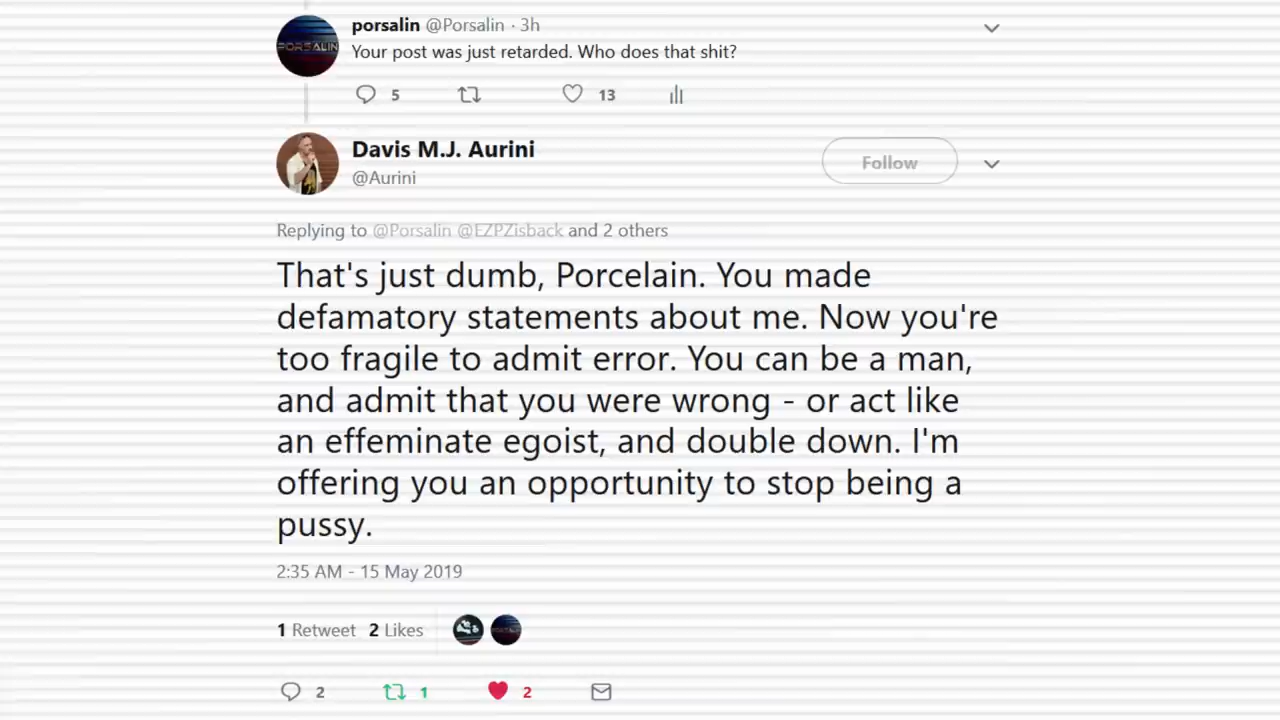 porsalin @Porsalin · 3h
Your post was just retarded. Who does that shit?
5 13
PORSALIN
Davis M.J. Aurini
@Aurini
Follow
Replying to @Porsalin @EZPZisback and 2 others
That's just dumb, Porcelain. You made
defamatory statements about me. Now you're
too fragile to admit error. You can be a man,
and admit that you were wrong - or act like
an effeminate egoist, and double down. I'm
offering you an opportunity to stop being a
pussy.
2:35 AM - 15 May 2019
1 Retweet 2 Likes
2 1 2